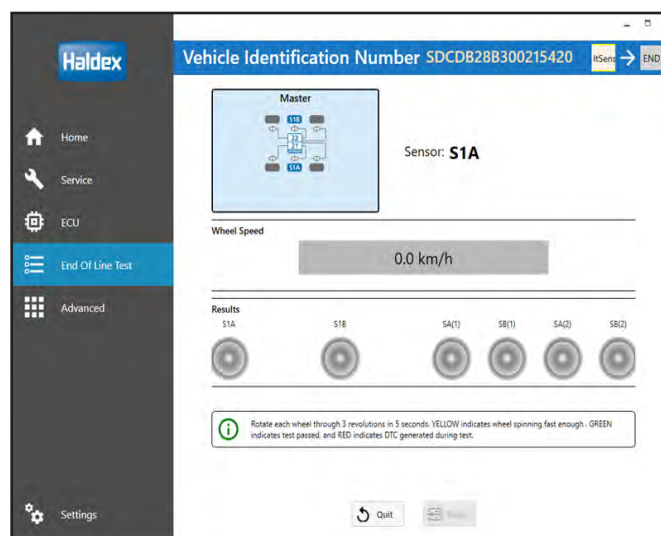 Haldex
Vehicle Identification Number SDCDB28B300215420
ltSens → END
Home
Service
ECU
End Of Line Test
Advanced
Settings
Master
S1B
22
21
S1A
Sensor: S1A
Wheel Speed
0.0 km/h
Results
S1A S1B SA(1) SB(1) SA(2) SB(2)
Rotate each wheel through 3 revolutions in 5 seconds. YELLOW indicates wheel spinning fast enough . GREEN
indicates test passed, and RED indicates DTC generated during test.
Quit